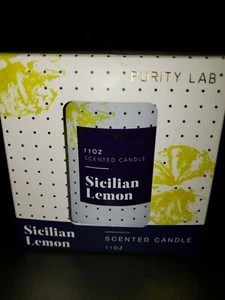 PURITY LAB
11OZ
SCENTED CANDLE
Sicilian
Lemon
Sicilian
Lemon
SCENTED CANDLE
11OZ